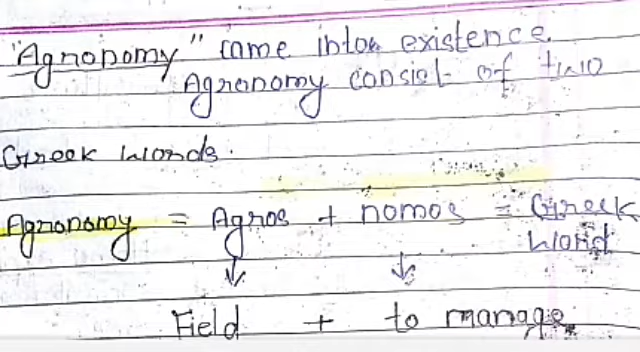 "Agronomy" came into existence.
Agronomy consist of two
Greek words.
Agronomy = Agros + nomos = Greek
word
↓ ↓
Field + to manage.